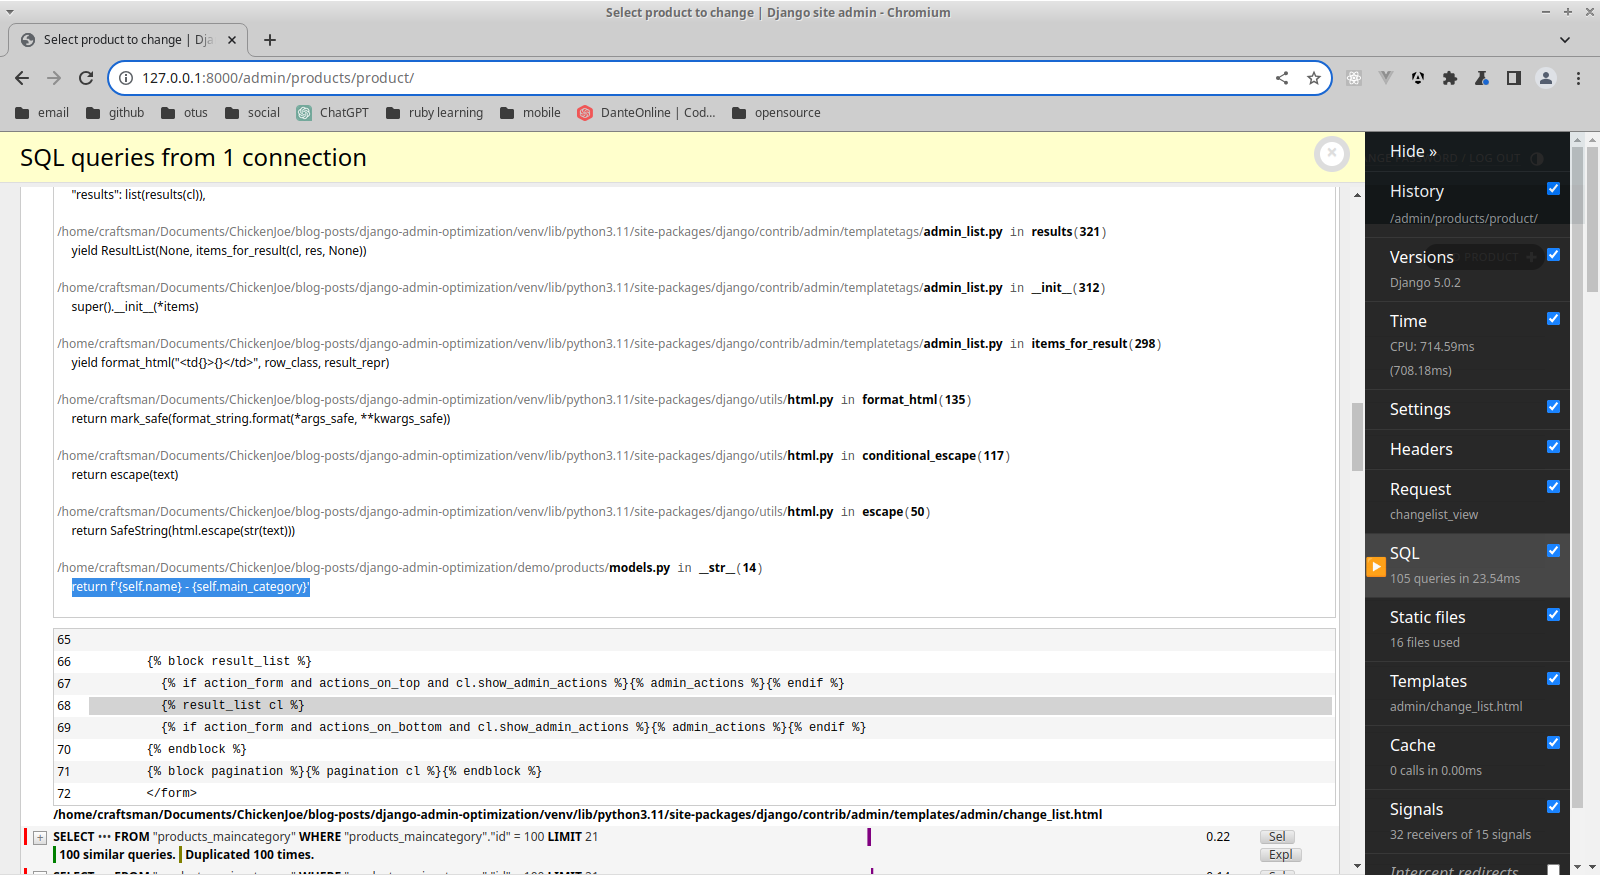 Select product to change | Django site admin - Chromium
Select product to change | Dja
127.0.0.1:8000/admin/products/product/
email github otus social ChatGPT ruby learning mobile DanteOnline | Cod... opensource
SQL queries from 1 connection
"results": list(results(cl)),
/home/craftsman/Documents/ChickenJoe/blog-posts/django-admin-optimization/venv/lib/python3.11/site-packages/django/contrib/admin/templatetags/admin_list.py in results(321)
yield ResultList(None, items_for_result(cl, res, None))
/home/craftsman/Documents/ChickenJoe/blog-posts/django-admin-optimization/venv/lib/python3.11/site-packages/django/contrib/admin/templatetags/admin_list.py in __init__(312)
super().__init__(*items)
/home/craftsman/Documents/ChickenJoe/blog-posts/django-admin-optimization/venv/lib/python3.11/site-packages/django/contrib/admin/templatetags/admin_list.py in items_for_result(298)
yield format_html("<td{}>{}</td>", row_class, result_repr)
/home/craftsman/Documents/ChickenJoe/blog-posts/django-admin-optimization/venv/lib/python3.11/site-packages/django/utils/html.py in format_html(135)
return mark_safe(format_string.format(*args_safe, **kwargs_safe))
/home/craftsman/Documents/ChickenJoe/blog-posts/django-admin-optimization/venv/lib/python3.11/site-packages/django/utils/html.py in conditional_escape(117)
return escape(text)
/home/craftsman/Documents/ChickenJoe/blog-posts/django-admin-optimization/venv/lib/python3.11/site-packages/django/utils/html.py in escape(50)
return SafeString(html.escape(str(text)))
/home/craftsman/Documents/ChickenJoe/blog-posts/django-admin-optimization/demo/products/models.py in __str__(14)
return f'{self.name} - {self.main_category}'
65
66 {% block result_list %}
67 {% if action_form and actions_on_top and cl.show_admin_actions %}{% admin_actions %}{% endif %}
68 {% result_list cl %}
69 {% if action_form and actions_on_bottom and cl.show_admin_actions %}{% admin_actions %}{% endif %}
70 {% endblock %}
71 {% block pagination %}{% pagination cl %}{% endblock %}
72 </form>
/home/craftsman/Documents/ChickenJoe/blog-posts/django-admin-optimization/venv/lib/python3.11/site-packages/django/contrib/admin/templates/admin/change_list.html
+ SELECT ••• FROM "products_maincategory" WHERE "products_maincategory"."id" = 100 LIMIT 21 0.22 Sel
100 similar queries. Duplicated 100 times. Expl
Hide »
History
/admin/products/product/
Versions
Django 5.0.2
Time
CPU: 714.59ms
(708.18ms)
Settings
Headers
Request
changelist_view
SQL
105 queries in 23.54ms
Static files
16 files used
Templates
admin/change_list.html
Cache
0 calls in 0.00ms
Signals
32 receivers of 15 signals
Intercept redirects